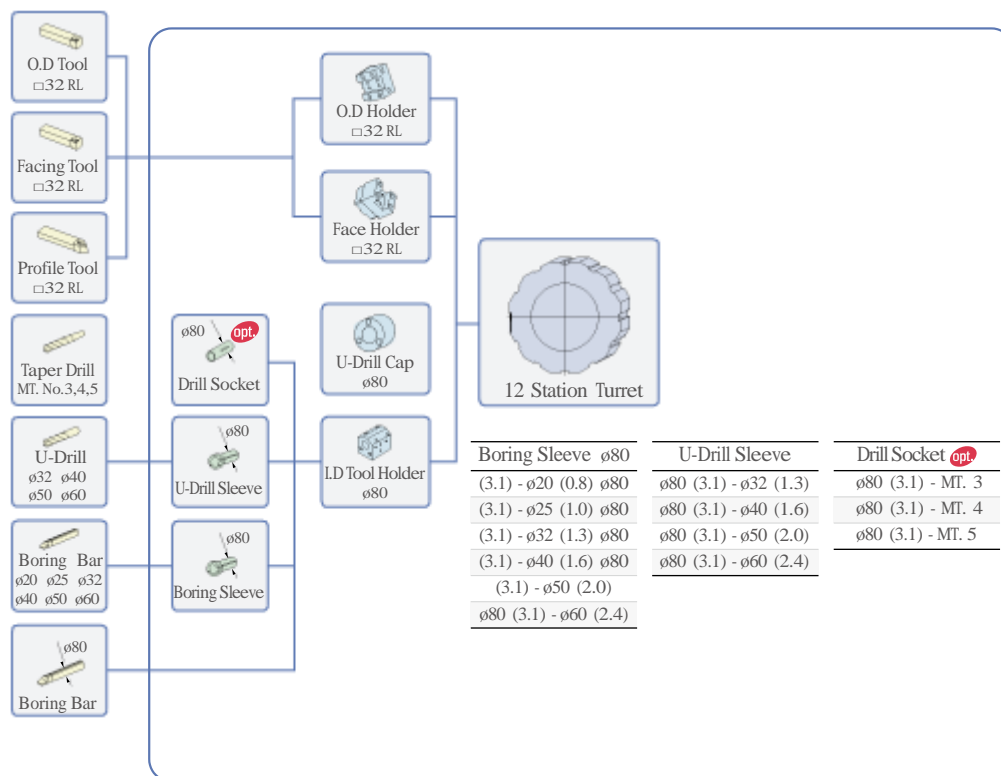 O.D Tool
□32 RL
Facing Tool
□32 RL
Profile Tool
□32 RL
Taper Drill
MT. No.3,4,5
U-Drill
ø32 ø40
ø50 ø60
Boring Bar
ø20 ø25 ø32
ø40 ø50 ø60
ø80
Boring Bar
ø80 opt.
Drill Socket
ø80
U-Drill Sleeve
ø80
Boring Sleeve
O.D Holder
□32 RL
Face Holder
□32 RL
U-Drill Cap
ø80
I.D Tool Holder
ø80
12 Station Turret
Boring Sleeve ø80
(3.1) - ø20 (0.8) ø80
(3.1) - ø25 (1.0) ø80
(3.1) - ø32 (1.3) ø80
(3.1) - ø40 (1.6) ø80
(3.1) - ø50 (2.0)
ø80 (3.1) - ø60 (2.4)
U-Drill Sleeve
ø80 (3.1) - ø32 (1.3)
ø80 (3.1) - ø40 (1.6)
ø80 (3.1) - ø50 (2.0)
ø80 (3.1) - ø60 (2.4)
Drill Socket opt.
ø80 (3.1) - MT. 3
ø80 (3.1) - MT. 4
ø80 (3.1) - MT. 5